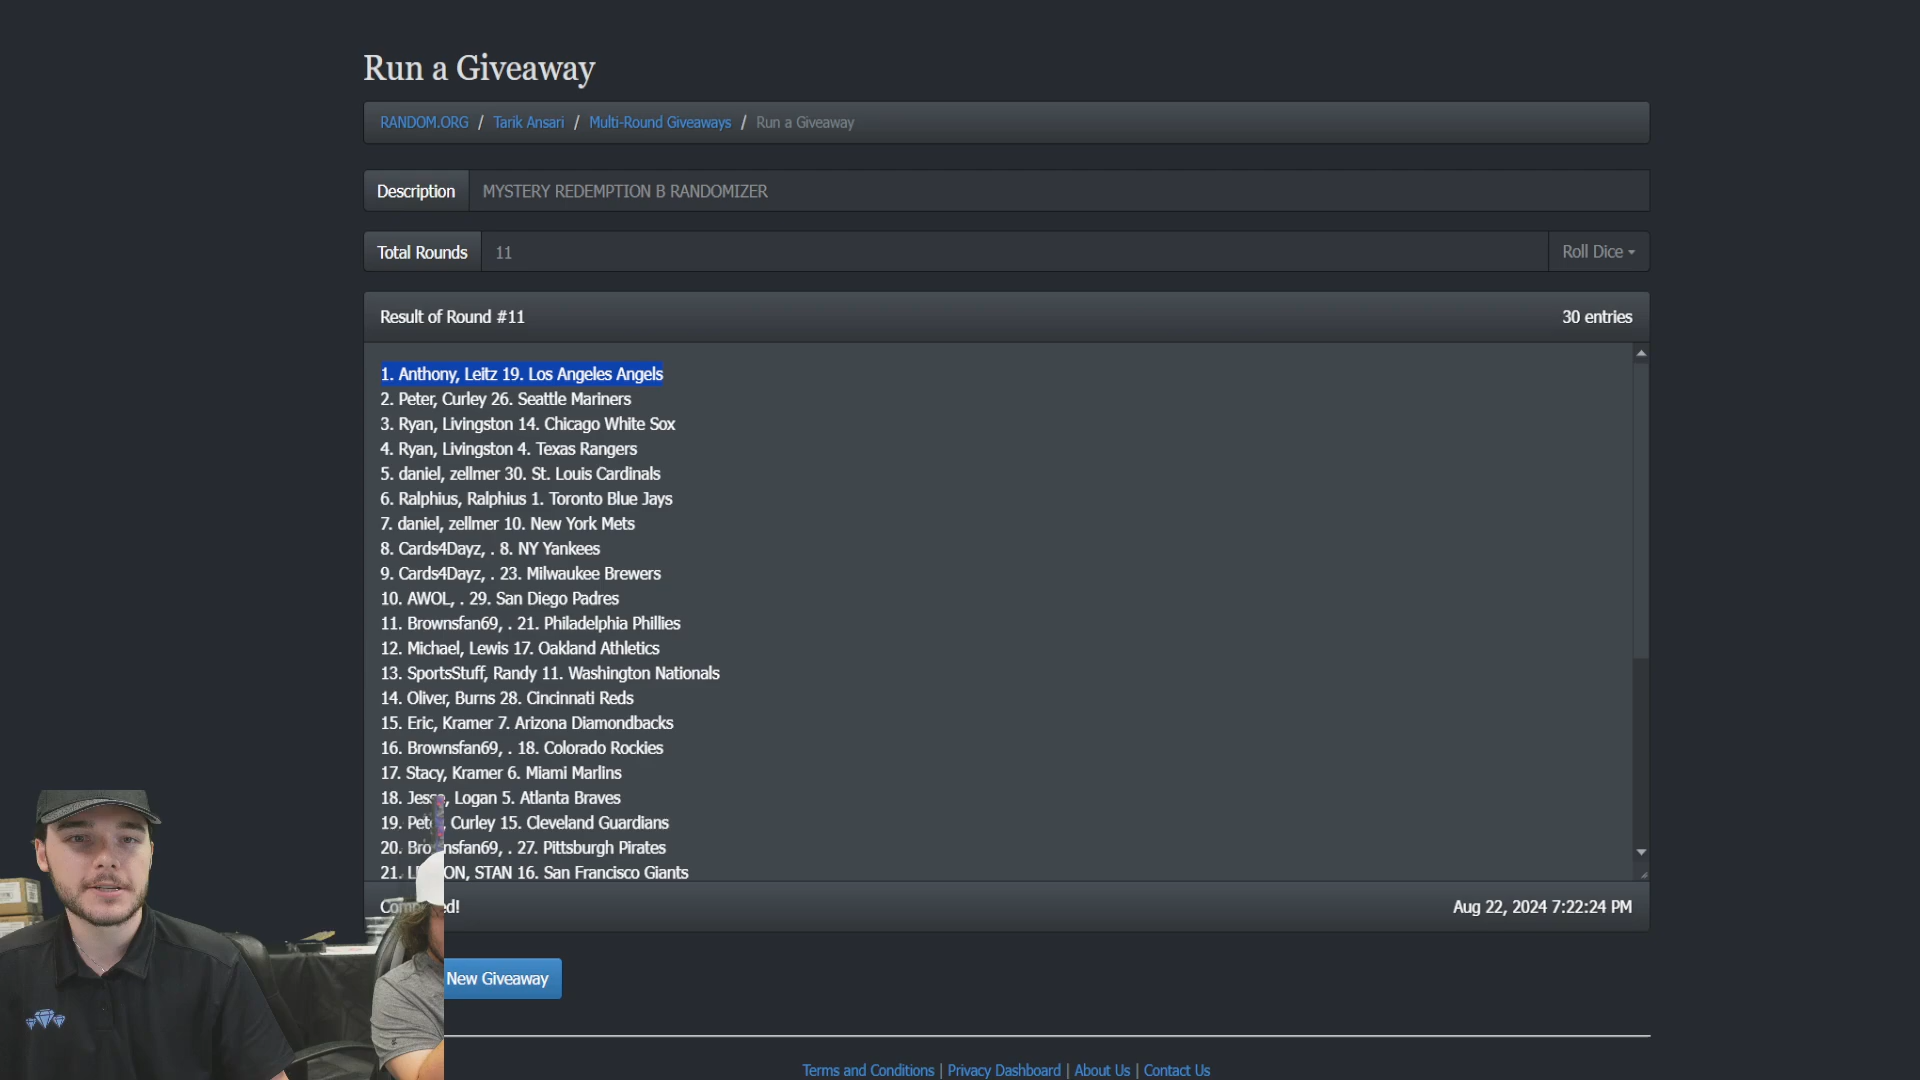 Run a Giveaway
RANDOM.ORG / Tarik Ansari / Multi-Round Giveaways / Run a Giveaway
Description MYSTERY REDEMPTION B RANDOMIZER
Total Rounds 11 Roll Dice
Result of Round #11 30 entries
1. Anthony, Leitz 19. Los Angeles Angels
2. Peter, Curley 26. Seattle Mariners
3. Ryan, Livingston 14. Chicago White Sox
4. Ryan, Livingston 4. Texas Rangers
5. daniel, zellmer 30. St. Louis Cardinals
6. Ralphius, Ralphius 1. Toronto Blue Jays
7. daniel, zellmer 10. New York Mets
8. Cards4Dayz, . 8. NY Yankees
9. Cards4Dayz, . 23. Milwaukee Brewers
10. AWOL, . 29. San Diego Padres
11. Brownsfan69, . 21. Philadelphia Phillies
12. Michael, Lewis 17. Oakland Athletics
13. SportsStuff, Randy 11. Washington Nationals
14. Oliver, Burns 28. Cincinnati Reds
15. Eric, Kramer 7. Arizona Diamondbacks
16. Brownsfan69, . 18. Colorado Rockies
17. Stacy, Kramer 6. Miami Marlins
18. Jesse, Logan 5. Atlanta Braves
19. Peter, Curley 15. Cleveland Guardians
20. Brownsfan69, . 27. Pittsburgh Pirates
21. STAN 16. San Francisco Giants
Completed! Aug 22, 2024 7:22:24 PM
New Giveaway
Terms and Conditions | Privacy Dashboard | About Us | Contact Us